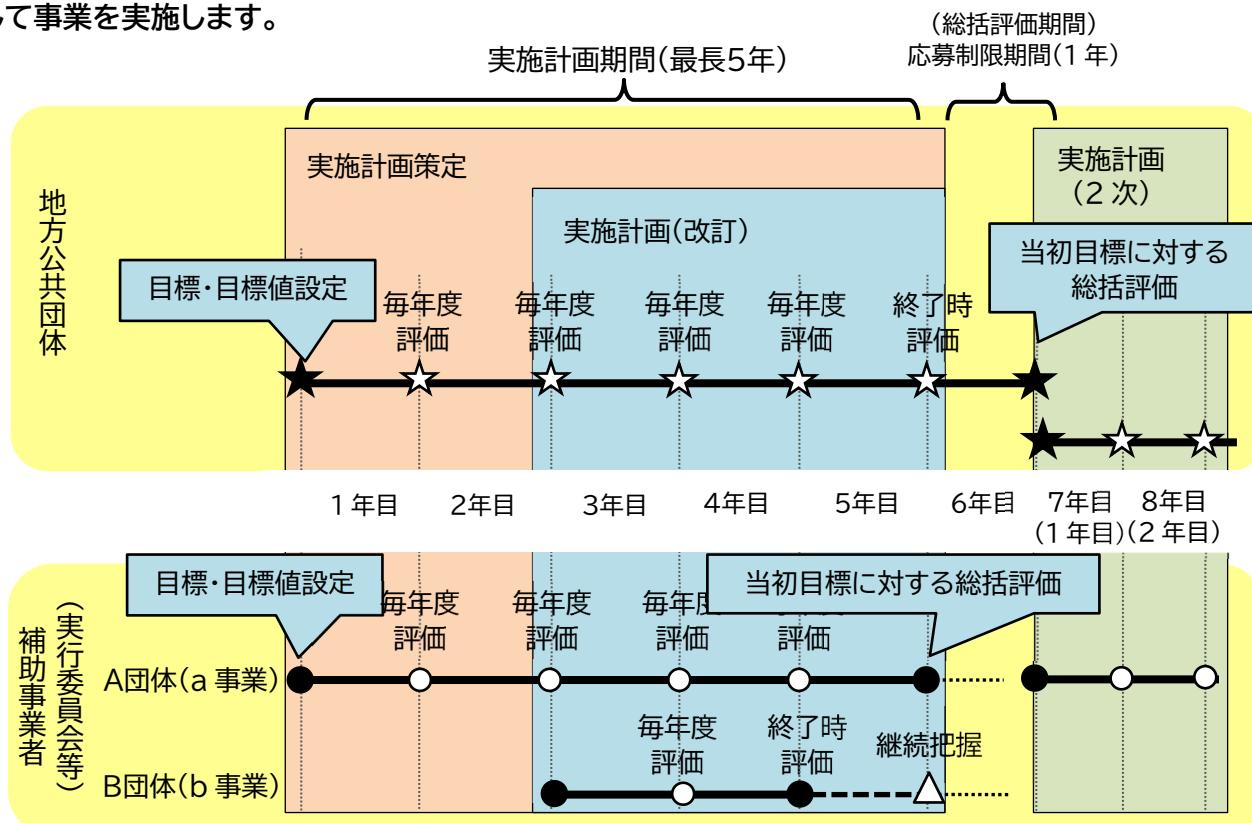 して事業を実施します。
(総括評価期間)
応募制限期間(1年)
実施計画期間(最長5年)
地方公共団体
実施計画策定
実施計画(改訂)
実施計画
(2次)
目標・目標値設定
当初目標に対する
総括評価
毎年度
評価
毎年度
評価
毎年度
評価
毎年度
評価
終了時
評価
1年目
2年目
3年目
4年目
5年目
6年目
7年目
(1年目)
8年目
(2年目)
補助事業者
(実行委員会等)
目標・目標値設定
当初目標に対する総括評価
毎年度
評価
毎年度
評価
毎年度
評価
評価
A団体(a事業)
毎年度
評価
終了時
評価
継続把握
B団体(b事業)